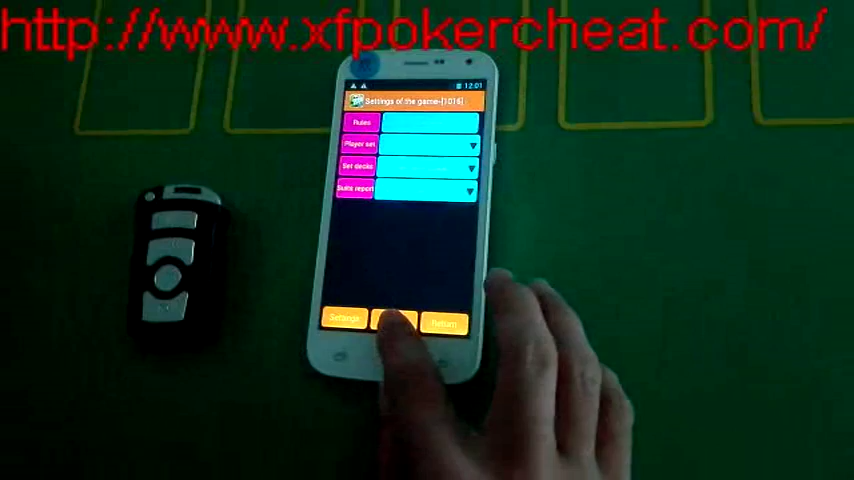 http://www.xfpokercheat.com/
12:01
Settings of the game-[1016]
Rules
Player set
Set decks
Suits report
Settings
Return